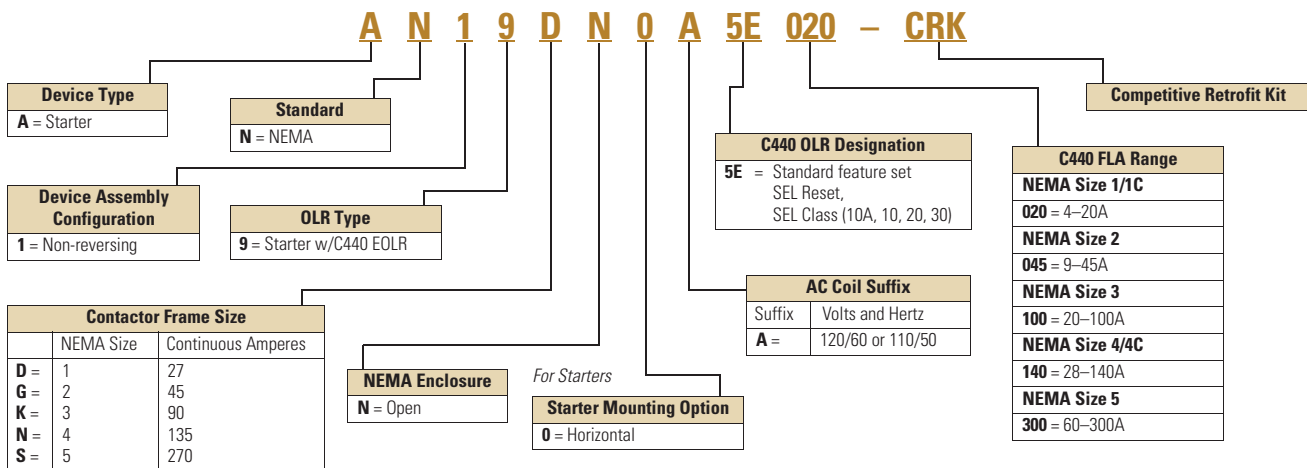 A N 1 9 D N 0 A 5E 020 – CRK
Device Type
A = Starter
Standard
N = NEMA
Competitive Retrofit Kit
C440 OLR Designation
5E = Standard feature set
SEL Reset,
SEL Class (10A, 10, 20, 30)
C440 FLA Range
NEMA Size 1/1C
020 = 4–20A
NEMA Size 2
045 = 9–45A
NEMA Size 3
100 = 20–100A
NEMA Size 4/4C
140 = 28–140A
NEMA Size 5
300 = 60–300A
Device Assembly
Configuration
1 = Non-reversing
OLR Type
9 = Starter w/C440 EOLR
AC Coil Suffix
Suffix Volts and Hertz
A = 120/60 or 110/50
Contactor Frame Size
NEMA Size Continuous Amperes
D = 1 27
G = 2 45
K = 3 90
N = 4 135
S = 5 270
NEMA Enclosure
N = Open
For Starters
Starter Mounting Option
0 = Horizontal